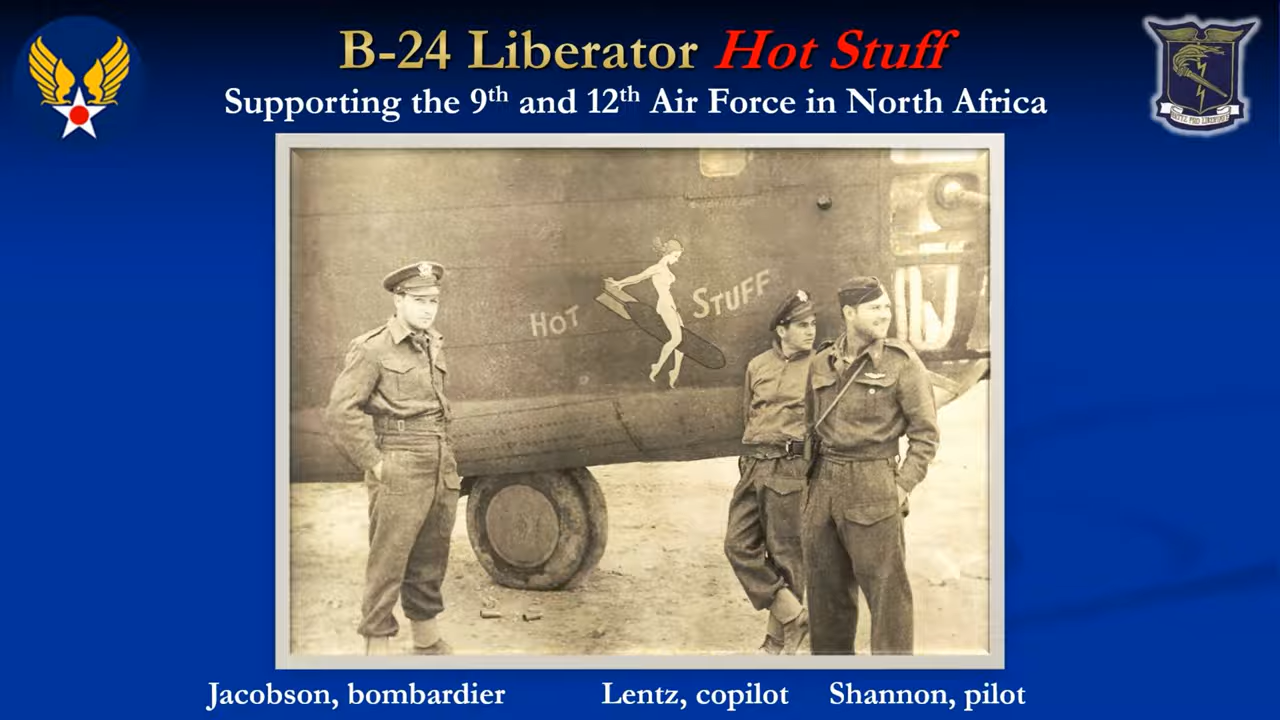 B-24 Liberator Hot Stuff
Supporting the 9th and 12th Air Force in North Africa
HOT STUFF
Jacobson, bombardier Lentz, copilot Shannon, pilot